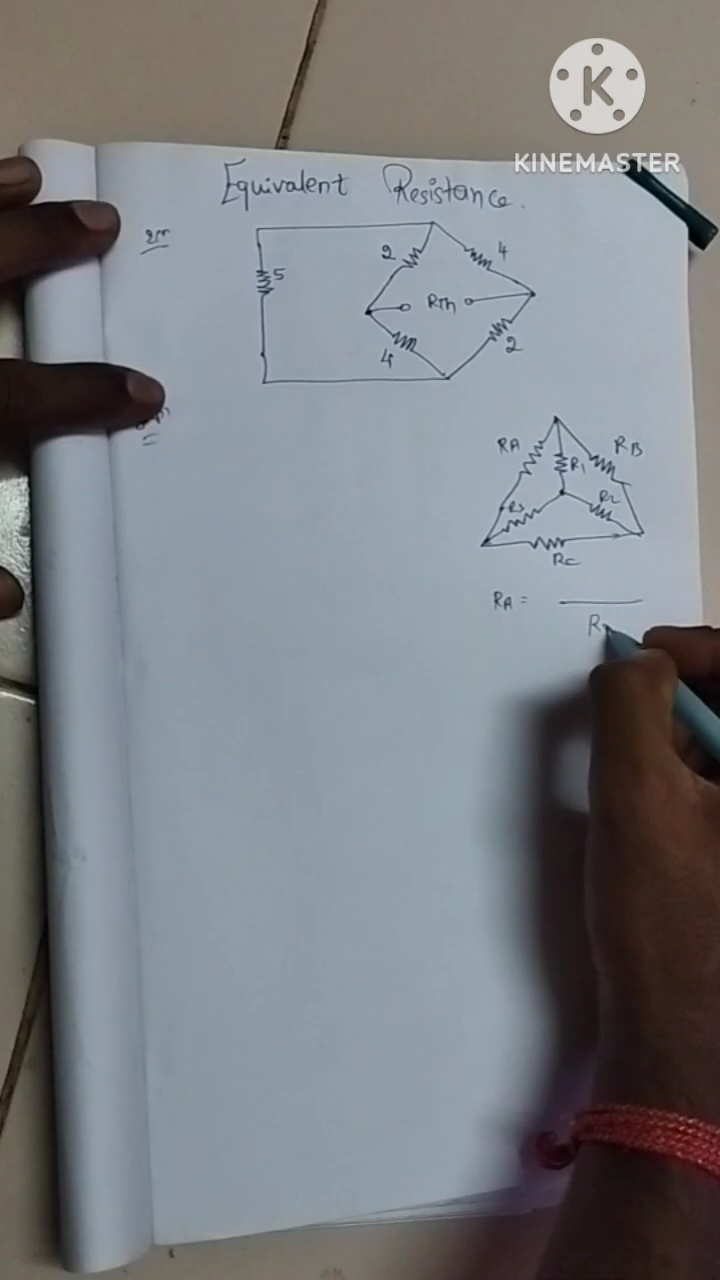 K
KINEMASTER
Equivalent Resistance.
2
4
5
RTh
4
2
RA
RB
R1
R3
R2
RC
RA =
R